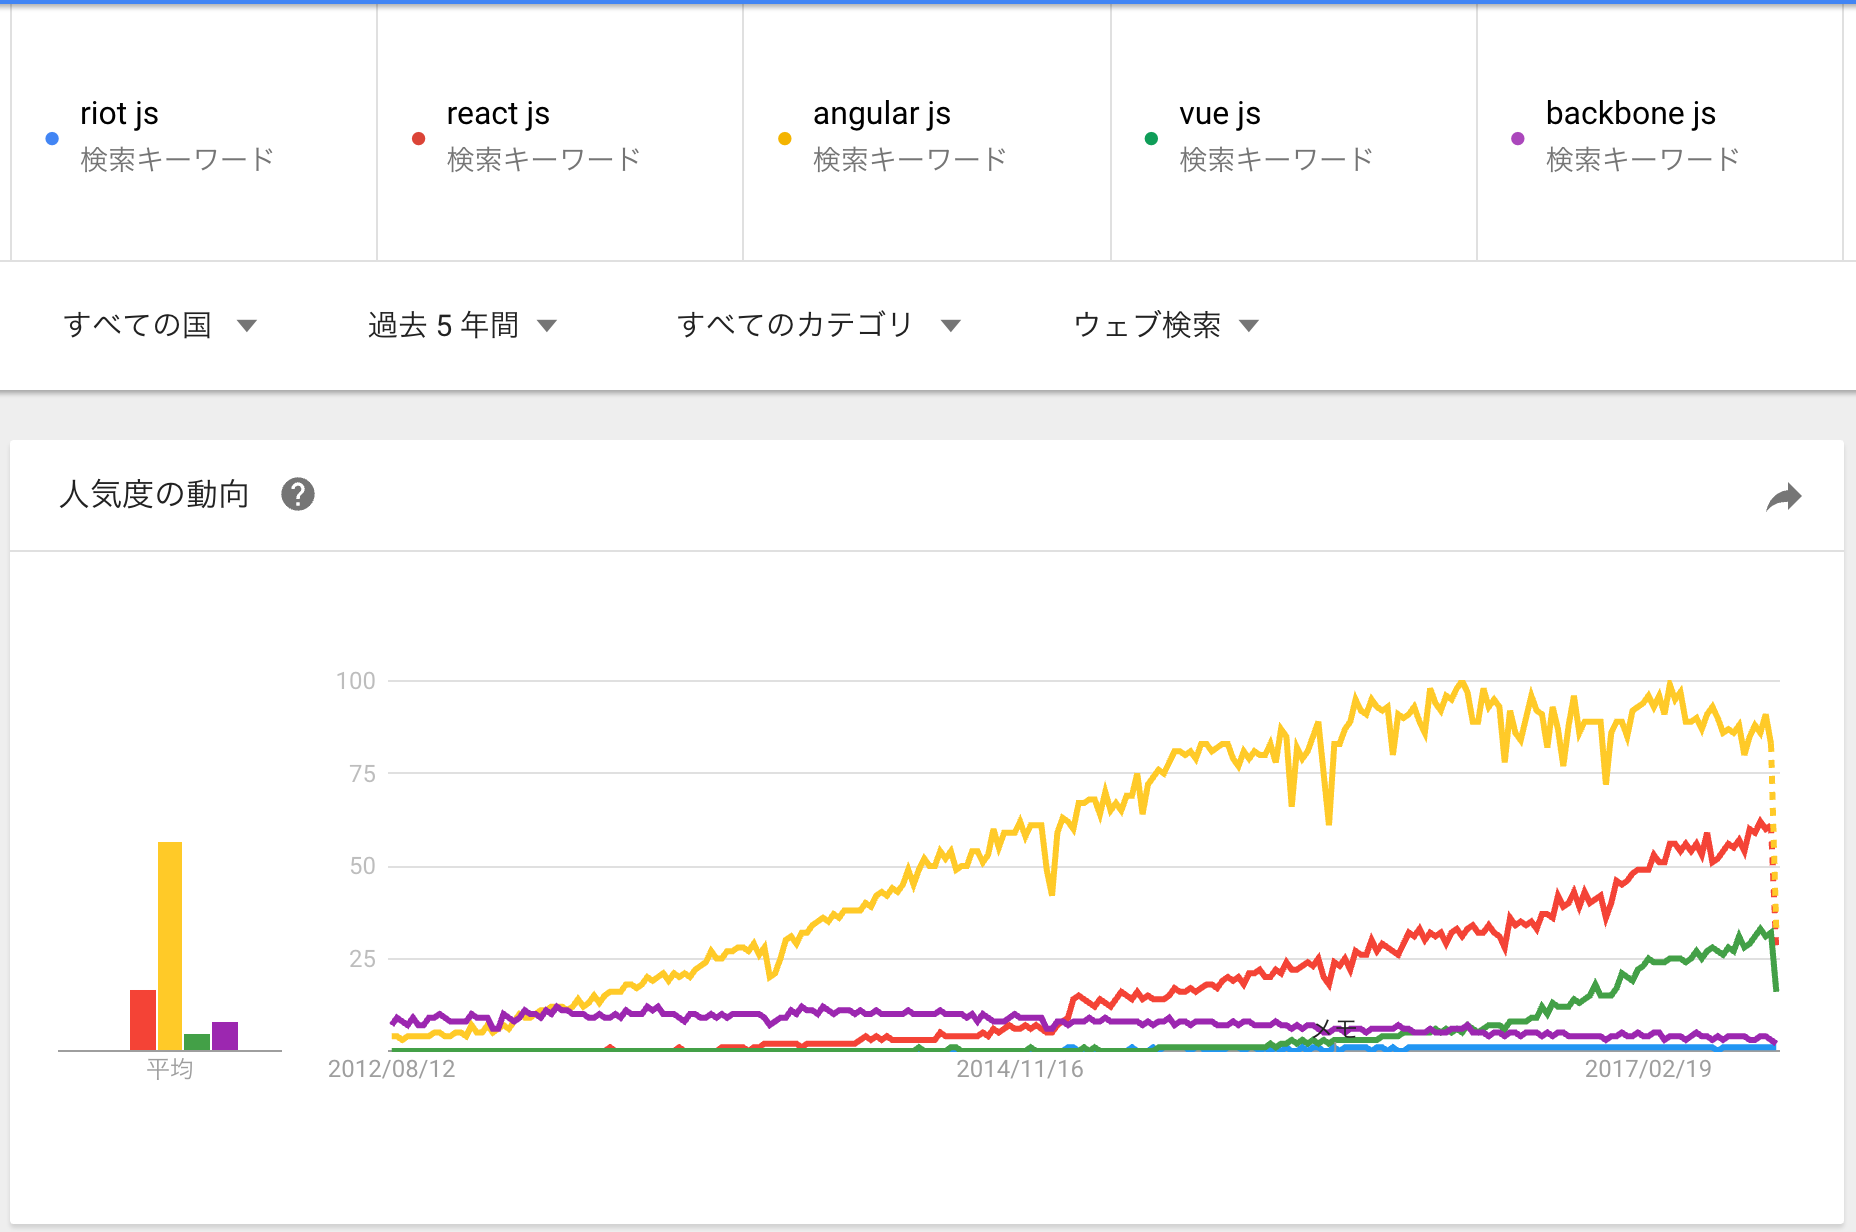 riot js
検索キーワード
react js
検索キーワード
angular js
検索キーワード
vue js
検索キーワード
backbone js
検索キーワード
すべての国
過去 5 年間
すべてのカテゴリ
ウェブ検索
人気度の動向
?
100
75
50
25
メモ
平均
2012/08/12
2014/11/16
2017/02/19